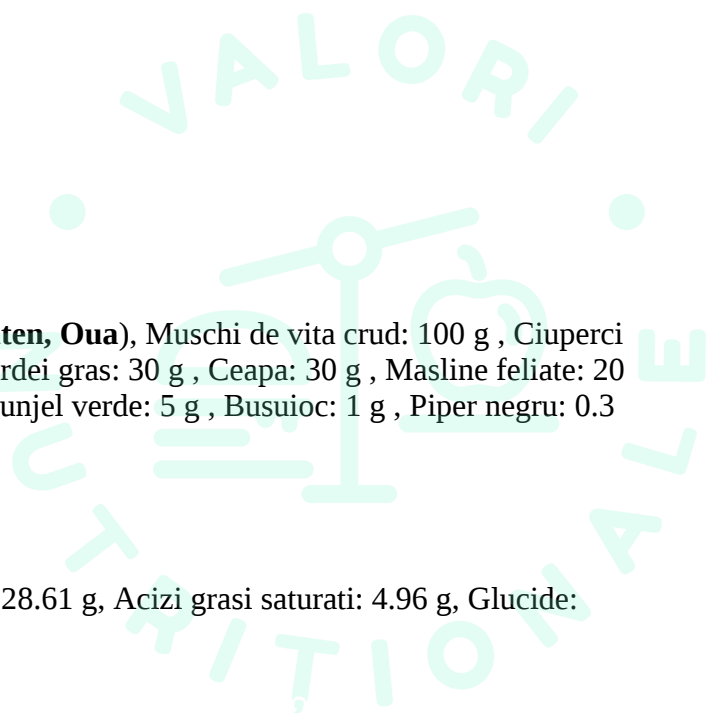 VALORI
ten, Oua), Muschi de vita crud: 100 g , Ciuperci
rdei gras: 30 g , Ceapa: 30 g , Masline feliate: 20
unjel verde: 5 g , Busuioc: 1 g , Piper negru: 0.3
28.61 g, Acizi grasi saturati: 4.96 g, Glucide:
NUTRITIONALE